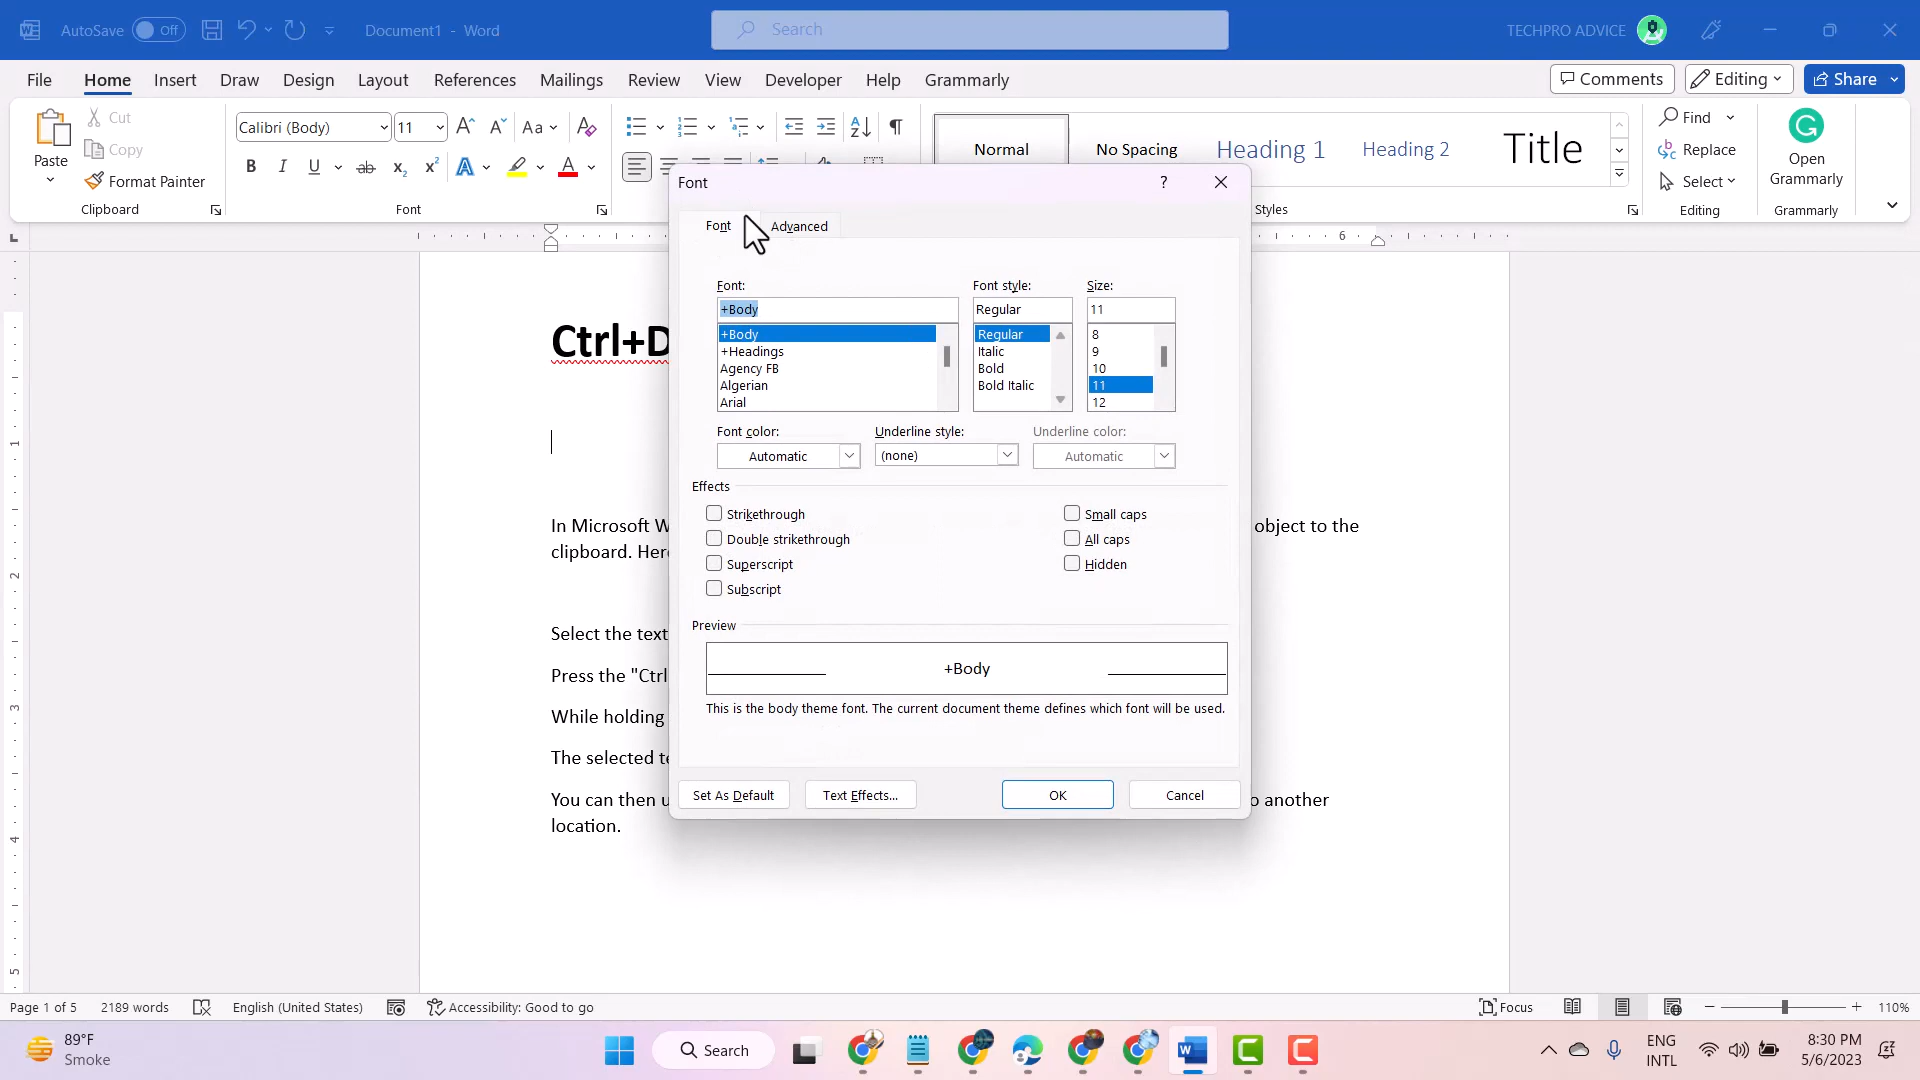 AutoSave Off Document1 - Word Search TECHPRO ADVICE
File Home Insert Draw Design Layout References Mailings Review View Developer Help Grammarly Comments Editing Share
Paste
Cut
Copy
Format Painter
Clipboard
Calibri (Body) 11
Font
Normal No Spacing Heading 1 Heading 2 Title
Styles
Find
Replace
Select
Editing
Open
Grammarly
Grammarly
6
1
2
3
4
5
Ctrl+D
In Microsoft W
object to the
clipboard. Her
Select the text
Press the "Ctrl
While holding
The selected te
You can then u
o another
location.
Font
?
Font Advanced
Font: Font style: Size:
+Body Regular 11
+Body Regular 8
+Headings Italic 9
Agency FB Bold 10
Algerian Bold Italic 11
Arial 12
Font color: Underline style: Underline color:
Automatic (none) Automatic
Effects
Strikethrough Small caps
Double strikethrough All caps
Superscript Hidden
Subscript
Preview
+Body
This is the body theme font. The current document theme defines which font will be used.
Set As Default Text Effects... OK Cancel
Page 1 of 5 2189 words English (United States) Accessibility: Good to go Focus 110%
89°F
Smoke
Search
ENG
INTL
8:30 PM
5/6/2023